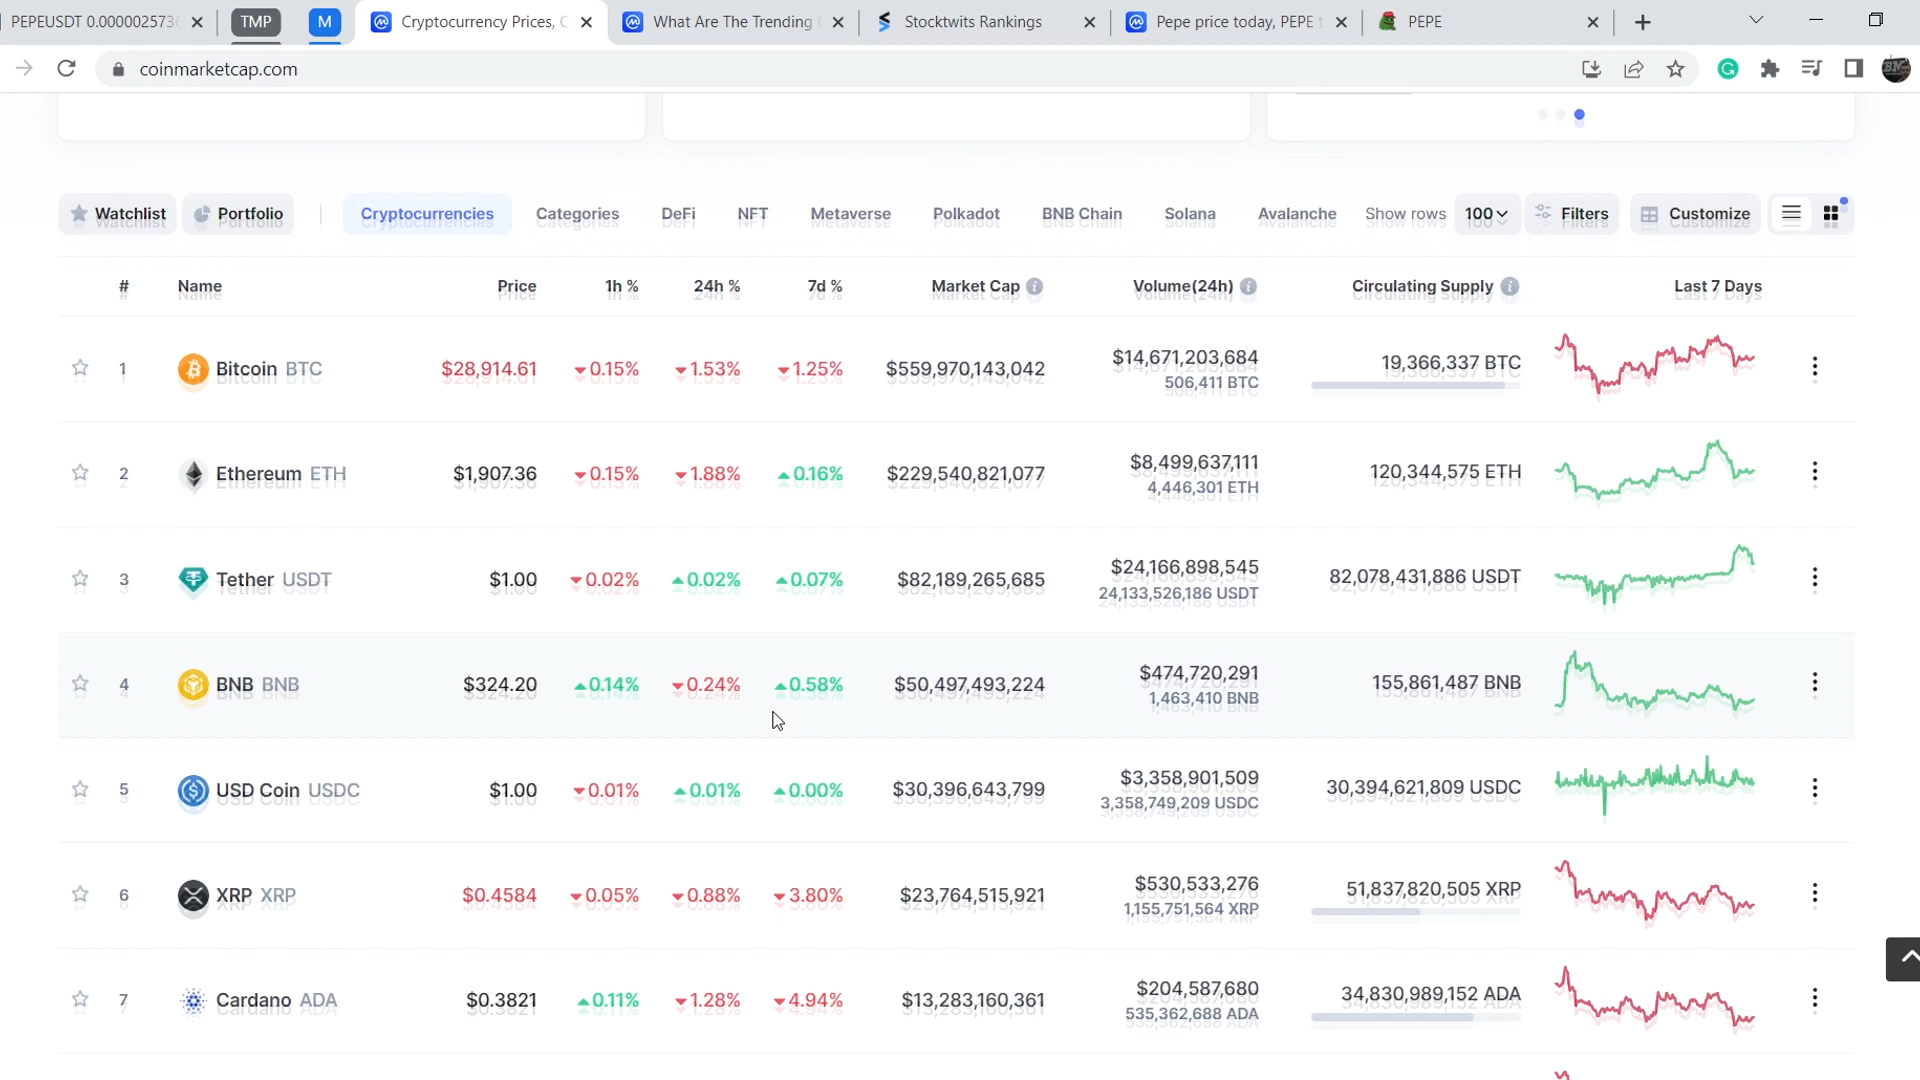 PEPEUSDT 0.0000025736
TMP
M
Cryptocurrency Prices, C
What Are The Trending
Stocktwits Rankings
Pepe price today, PEPE t
PEPE
coinmarketcap.com
Watchlist Portfolio Cryptocurrencies Categories DeFi NFT Metaverse Polkadot BNB Chain Solana Avalanche Show rows 100 Filters Customize
# Name Price 1h % 24h % 7d % Market Cap Volume(24h) Circulating Supply Last 7 Days
1 Bitcoin BTC $28,914.61 0.15% 1.53% 1.25% $559,970,143,042 $14,671,203,684 19,366,337 BTC
506,411 BTC
2 Ethereum ETH $1,907.36 0.15% 1.88% 0.16% $229,540,821,077 $8,499,637,111 120,344,575 ETH
4,446,301 ETH
3 Tether USDT $1.00 0.02% 0.02% 0.07% $82,189,265,685 $24,166,898,545 82,078,431,886 USDT
24,133,526,186 USDT
4 BNB BNB $324.20 0.14% 0.24% 0.58% $50,497,493,224 $474,720,291 155,861,487 BNB
1,463,410 BNB
5 USD Coin USDC $1.00 0.01% 0.01% 0.00% $30,396,643,799 $3,358,901,509 30,394,621,809 USDC
3,358,749,209 USDC
6 XRP XRP $0.4584 0.05% 0.88% 3.80% $23,764,515,921 $530,533,276 51,837,820,505 XRP
1,155,751,564 XRP
7 Cardano ADA $0.3821 0.11% 1.28% 4.94% $13,283,160,361 $204,587,680 34,830,989,152 ADA
535,362,688 ADA